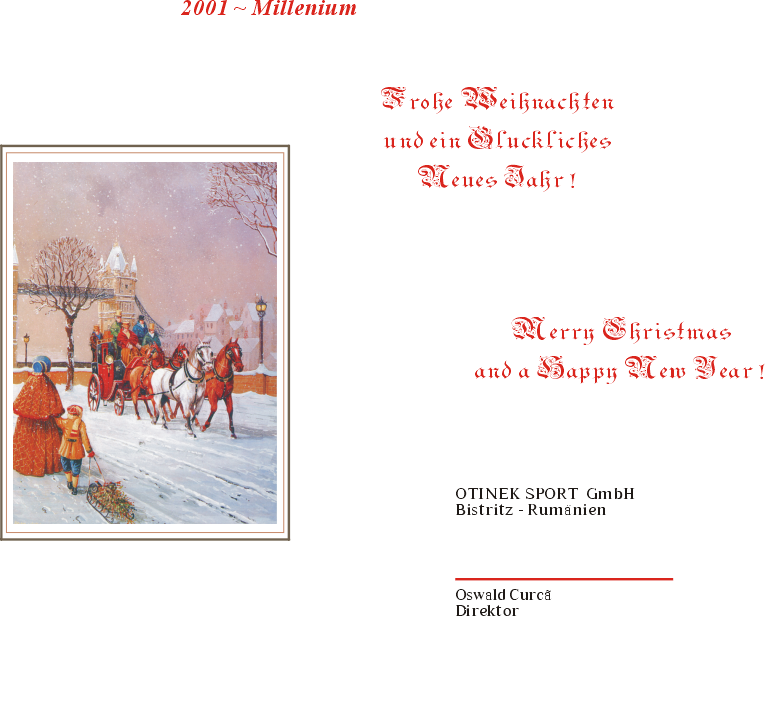 2001 ~ Millenium
Frohe Weihnachten
und ein Gluckliches
Neues Jahr !
Merry Christmas
and a Happy New Year !
OTINEK SPORT GmbH
Bistritz - Rumänien
Oswald Curcă
Direktor